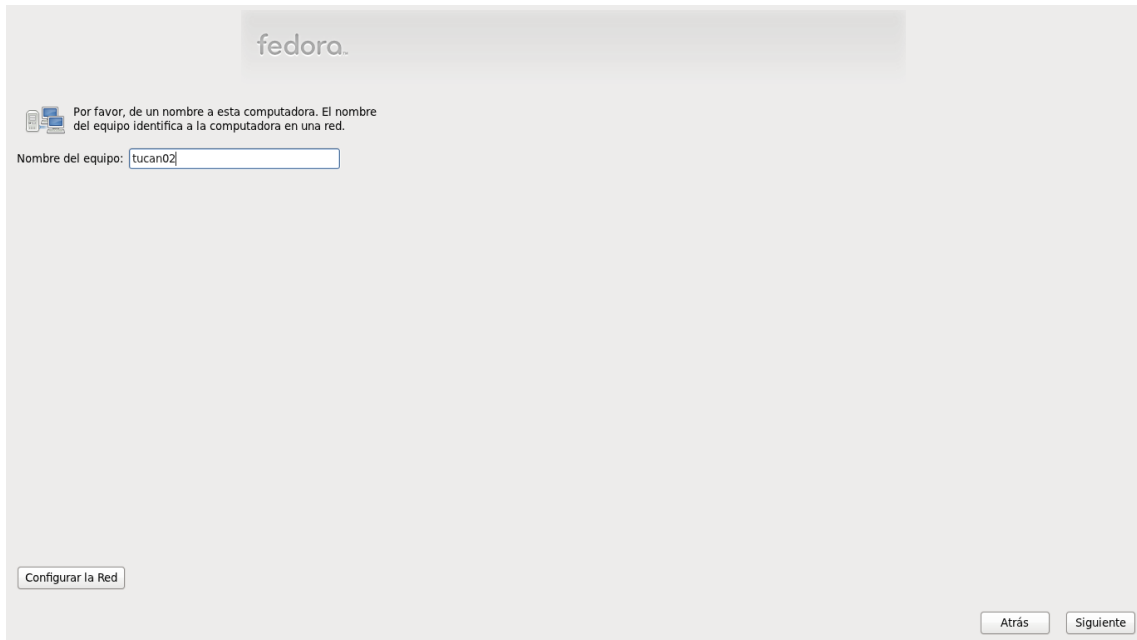 fedora™
Por favor, de un nombre a esta computadora. El nombre
del equipo identifica a la computadora en una red.
Nombre del equipo: tucan02
Configurar la Red
Atrás Siguiente